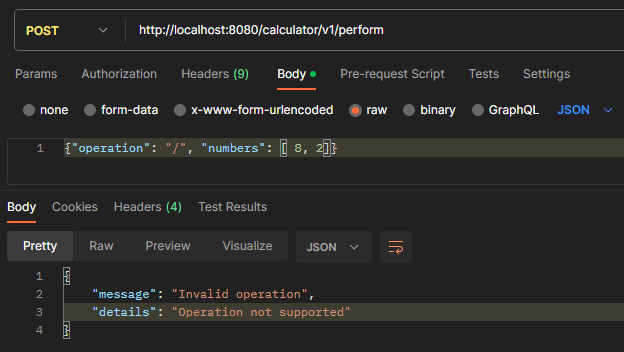 POST http://localhost:8080/calculator/v1/perform
Params Authorization Headers (9) Body Pre-request Script Tests Settings
none form-data x-www-form-urlencoded raw binary GraphQL JSON
1 {"operation": "/", "numbers": [ 8, 2]}
Body Cookies Headers (4) Test Results
Pretty Raw Preview Visualize JSON
1 {
2 "message": "Invalid operation",
3 "details": "Operation not supported"
4 }